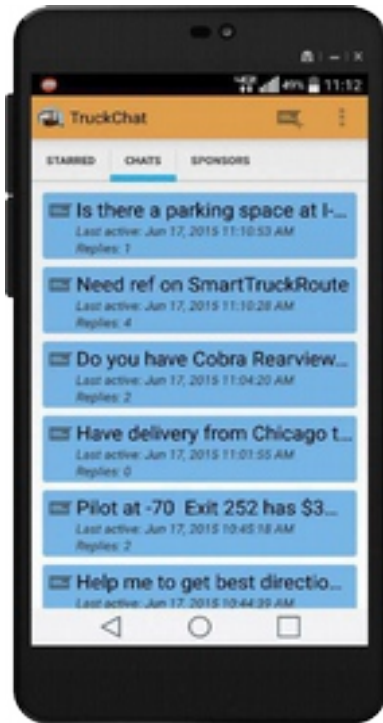 49% 11:12
TruckChat
STARRED CHATS SPONSORS
Is there a parking space at I-...
Last active: Jun 17, 2015 11:10:53 AM
Replies: 1
Need ref on SmartTruckRoute
Last active: Jun 17, 2015 11:10:28 AM
Replies: 4
Do you have Cobra Rearview...
Last active: Jun 17, 2015 11:04:20 AM
Replies: 2
Have delivery from Chicago t...
Last active: Jun 17, 2015 11:01:55 AM
Replies: 0
Pilot at -70 Exit 252 has $3...
Last active: Jun 17, 2015 10:45:18 AM
Replies: 2
Help me to get best directio...
Last active: Jun 17, 2015 10:44:39 AM